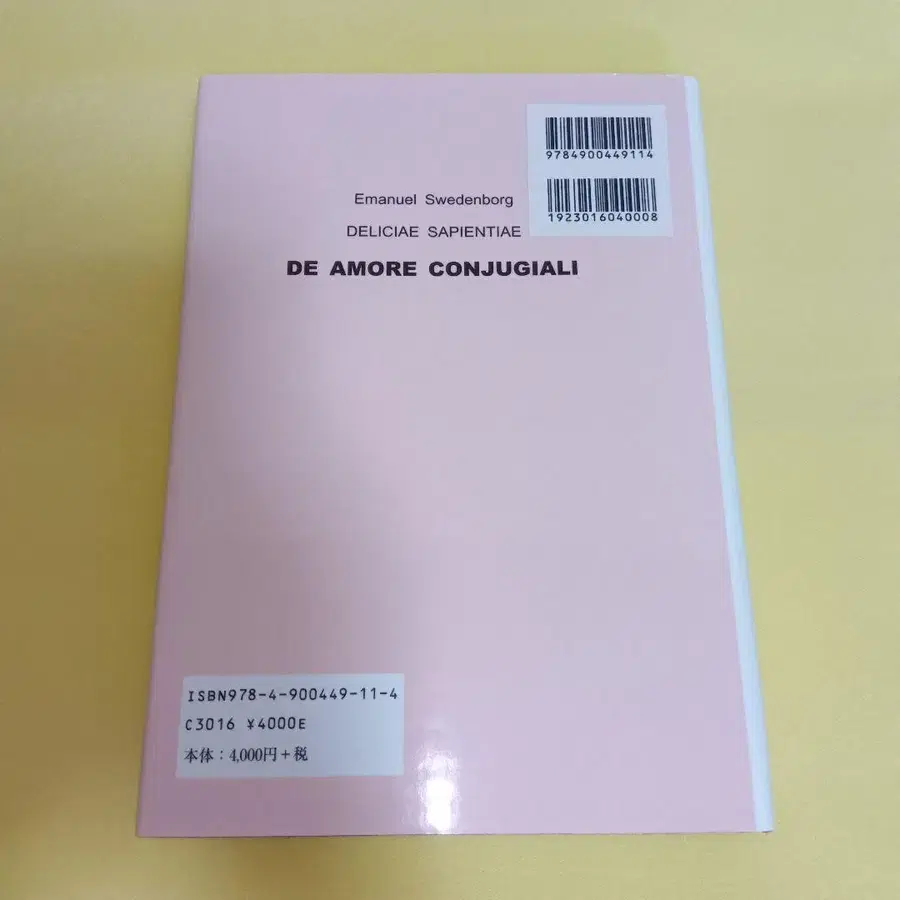 9784900449114
1923016040008
Emanuel Swedenborg
DELICIAE SAPIENTIAE
DE AMORE CONJUGIALI
ISBN978-4-900449-11-4
C3016 ¥4000E
本体：4,000円＋税